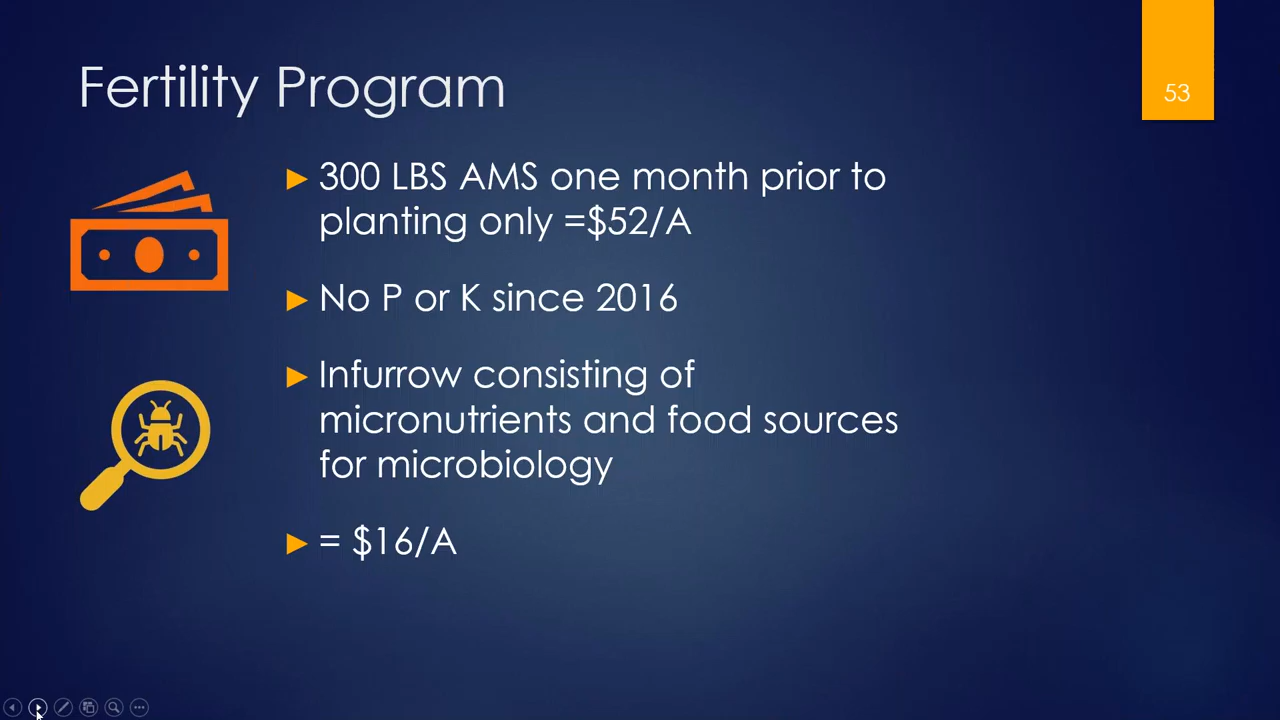 Fertility Program
53
► 300 LBS AMS one month prior to
planting only =$52/A
► No P or K since 2016
► Infurrow consisting of
micronutrients and food sources
for microbiology
► = $16/A